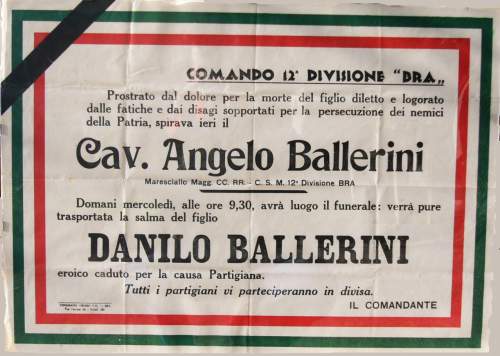 COMANDO 12ª DIVISIONE "BRA„
Prostrato dal dolore per la morte del figlio diletto e logorato
dalle fatiche e dai disagi sopportati per la persecuzione dei nemici
della Patria, spirava ieri il
Cav. Angelo Ballerini
Maresciallo Magg. CC. RR. - C. S. M. 12ª Divisione BRA
Domani mercoledì, alle ore 9,30, avrà luogo il funerale: verrà pure
trasportata la salma del figlio
DANILO BALLERINI
eroico caduto per la causa Partigiana.
Tutti i partigiani vi parteciperanno in divisa.
IL COMANDANTE